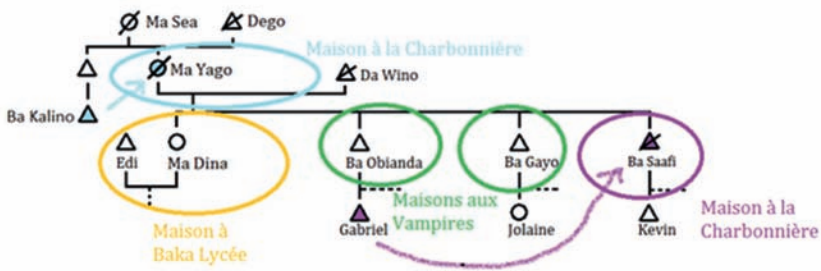 Ma Sea
Dego
Maison à la Charbonnière
Ma Yago
Da Wino
Ba Kalino
Edi
Ma Dina
Ba Obianda
Ba Gayo
Ba Saafi
Maison à
Baka Lycée
Maisons aux
Vampires
Gabriel
Jolaine
Kevin
Maison à la
Charbonnière